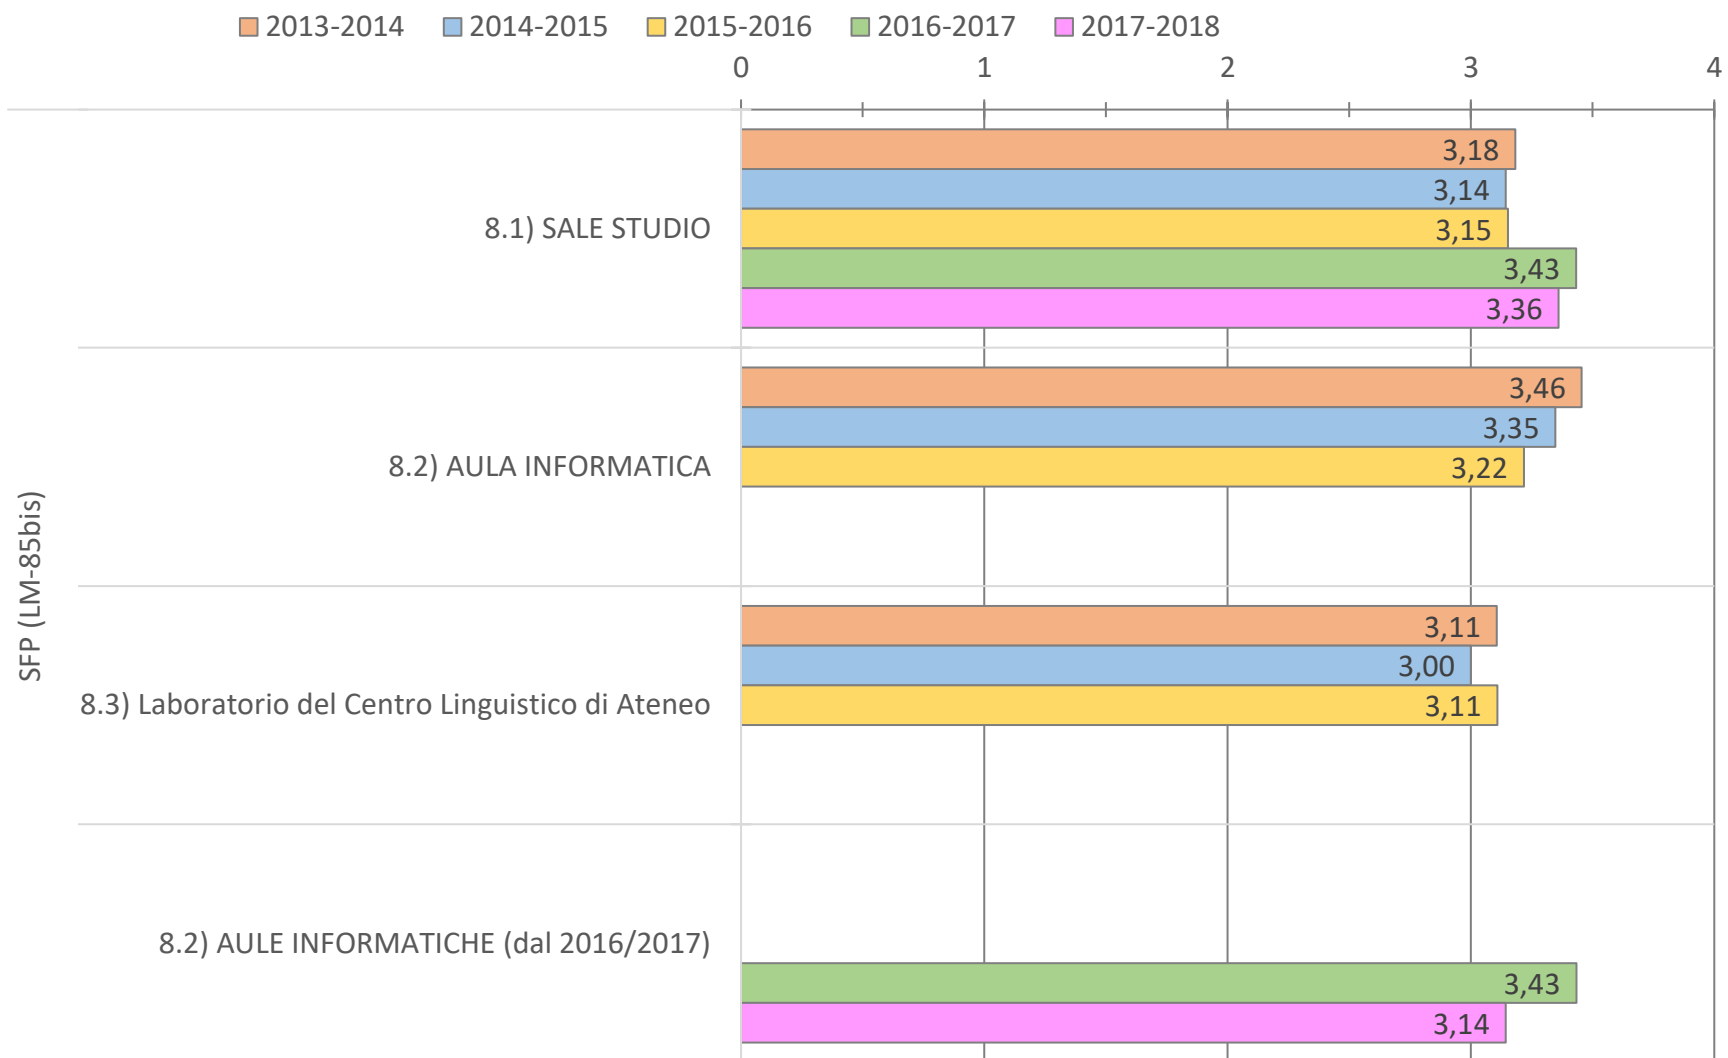 2013-2014 2014-2015 2015-2016 2016-2017 2017-2018
0 1 2 3 4
SFP (LM-85bis)
8.1) SALE STUDIO
3,18
3,14
3,15
3,43
3,36
8.2) AULA INFORMATICA
3,46
3,35
3,22
8.3) Laboratorio del Centro Linguistico di Ateneo
3,11
3,00
3,11
8.2) AULE INFORMATICHE (dal 2016/2017)
3,43
3,14